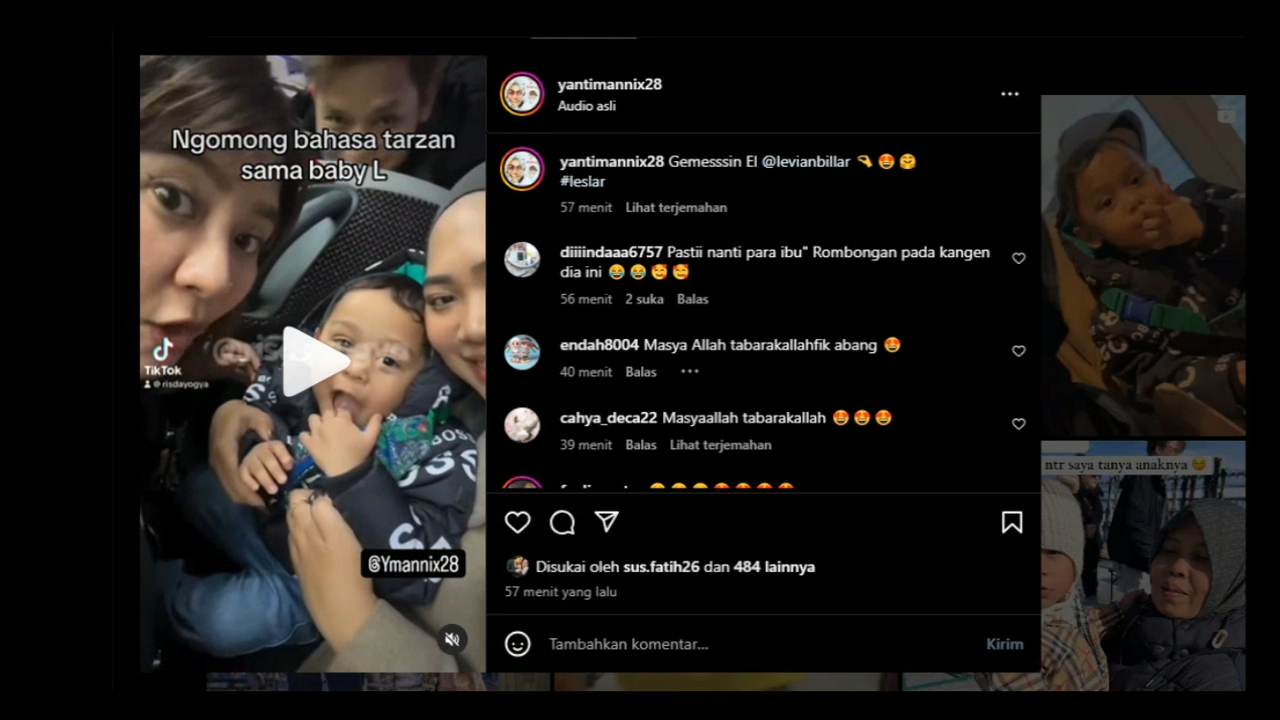 Ngomong bahasa tarzan
sama baby L
TikTok
@risdayogya
@Ymannix28
yantimannix28
Audio asli
yantimannix28 Gemesssin El @levianbillar 🔫 🤩 🤗
#leslar
57 menit Lihat terjemahan
diiiindaaa6757 Pastii nanti para ibu" Rombongan pada kangen
dia ini 😂 😂 🥰 🥰
56 menit 2 suka Balas
endah8004 Masya Allah tabarakallahfik abang 🤩
40 menit Balas •••
cahya_deca22 Masyaallah tabarakallah 🤩 🤩 🤩
39 menit Balas Lihat terjemahan
Disukai oleh sus.fatih26 dan 484 lainnya
57 menit yang lalu
Tambahkan komentar...
Kirim
ntr saya tanya anaknya 😊